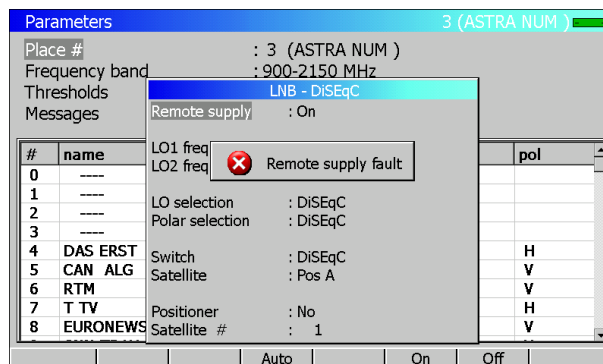 Parameters 3 (ASTRA NUM )
Place # : 3 (ASTRA NUM )
Frequency band : 900-2150 MHz
Thresholds
Messages
LNB - DiSEqC
Remote supply : On
LO1 freq
LO2 freq
Remote supply fault
LO selection : DiSEqC
Polar selection : DiSEqC
Switch : DiSEqC
Satellite : Pos A
Positioner : No
Satellite # : 1
# name pol
0 ----
1 ----
2 ----
3 ----
4 DAS ERST H
5 CAN ALG V
6 RTM V
7 T TV H
8 EURONEWS V
Auto On Off